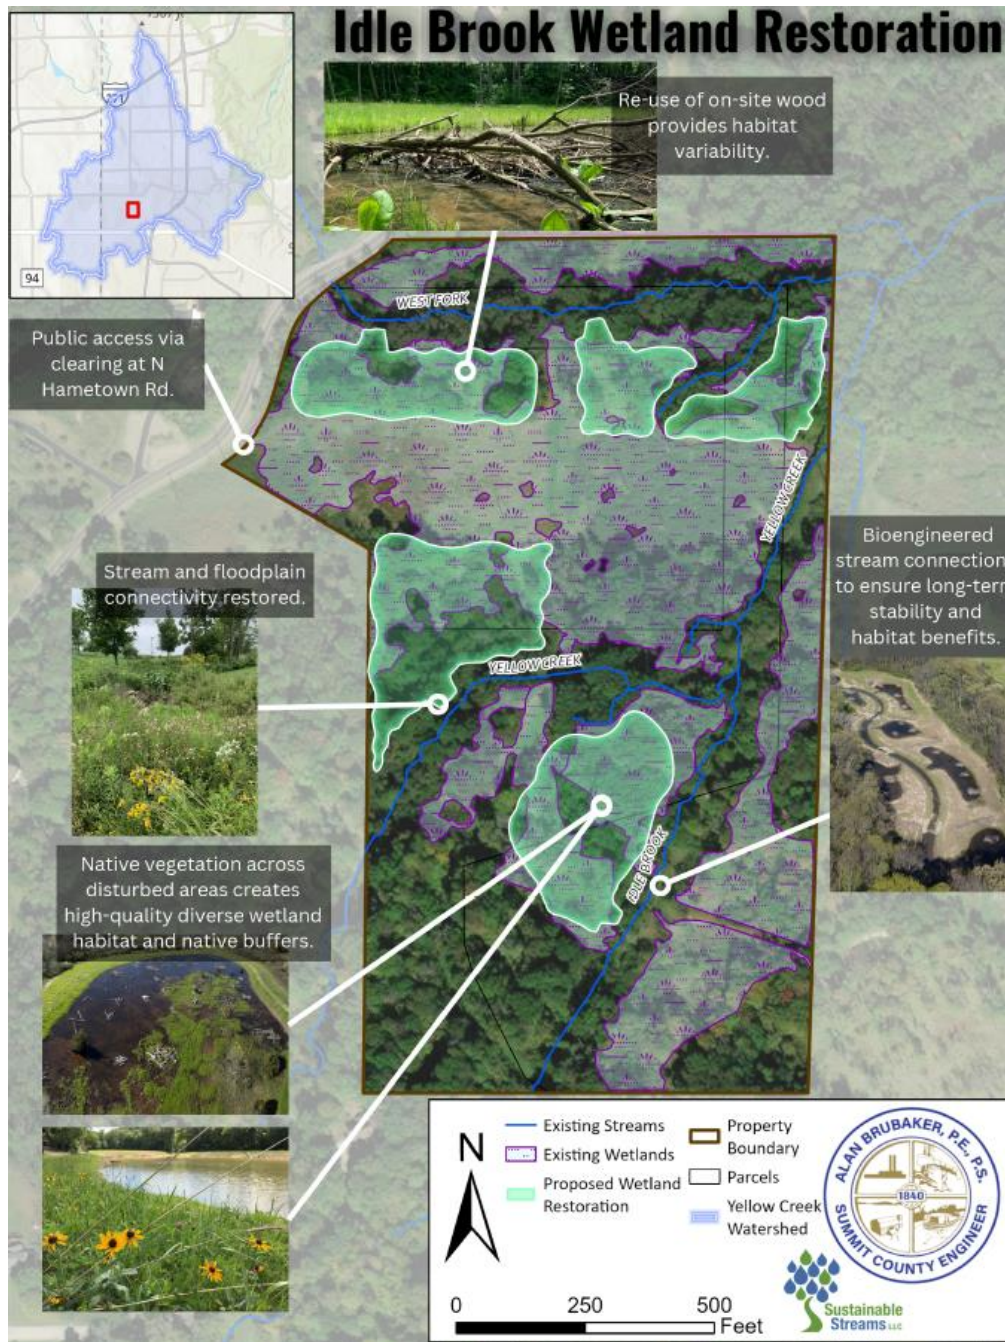 Idle Brook Wetland Restoration
94
Re-use of on-site wood
provides habitat
variability.
WEST FORK
Public access via
clearing at N
Hametown Rd.
YELLOW CREEK
Bioengineered
stream connection
to ensure long-term
stability and
habitat benefits.
Stream and floodplain
connectivity restored.
YELLOW CREEK
IDLE BROOK
Native vegetation across
disturbed areas creates
high-quality diverse wetland
habitat and native buffers.
N
Existing Streams
Existing Wetlands
Proposed Wetland
Restoration
Property
Boundary
Parcels
Yellow Creek
Watershed
0 250 500
Feet
ALAN BRUBAKER, P.E., P.S.
1840
SUMMIT COUNTY ENGINEER
Sustainable
Streams LLC